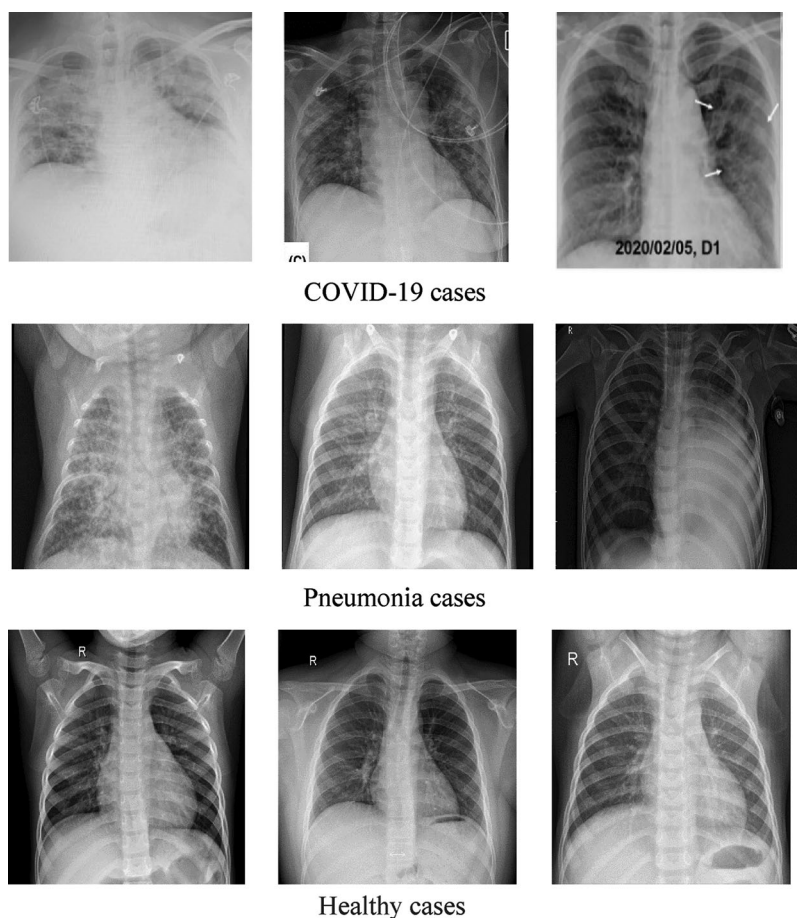 (C)
2020/02/05, D1
COVID-19 cases
R
Pneumonia cases
R
R
R
Healthy cases